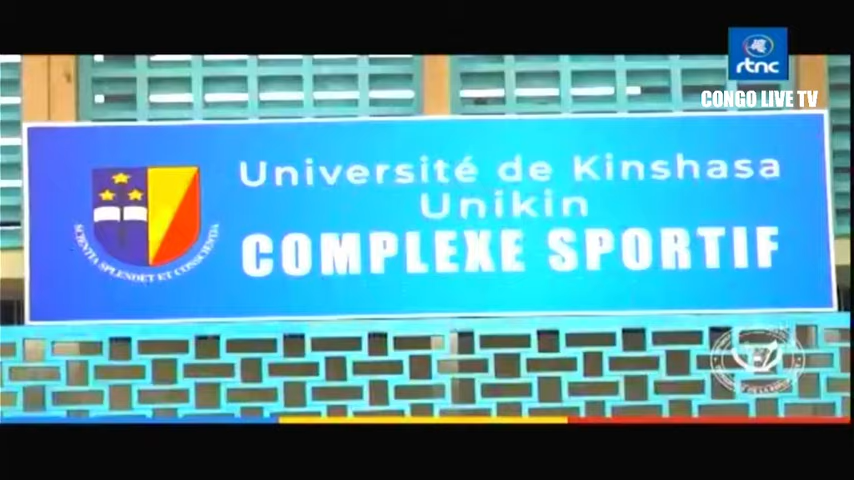 rtnc
CONGO LIVE TV
Université de Kinshasa
Unikin
COMPLEXE SPORTIF
SCIENTIA SPLENDET ET CONSCIENTIA